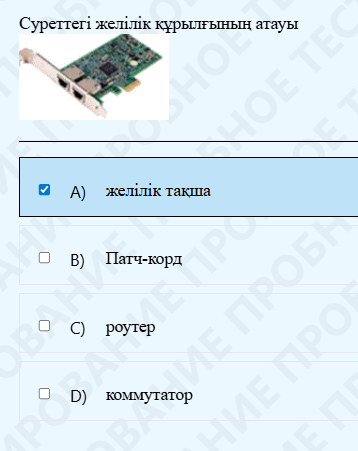 Суреттегі желілік құрылғының атауы
A) желілік тақша
B) Патч-корд
C) роутер
D) коммутатор